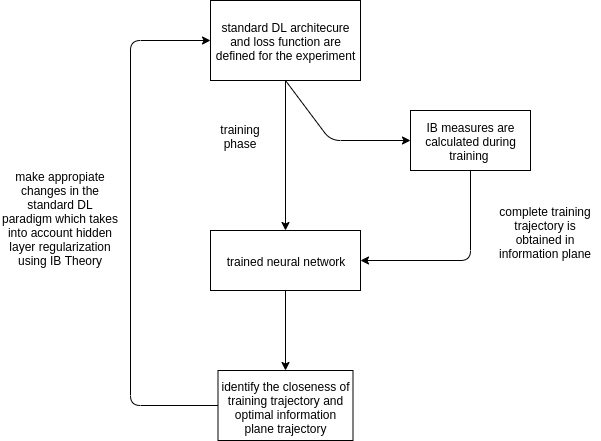 standard DL architecure
and loss function are
defined for the experiment
training
phase
IB measures are
calculated during
training
make appropiate
changes in the
standard DL
paradigm which takes
into account hidden
layer regularization
using IB Theory
complete training
trajectory is
obtained in
information plane
trained neural network
identify the closeness of
training trajectory and
optimal information
plane trajectory